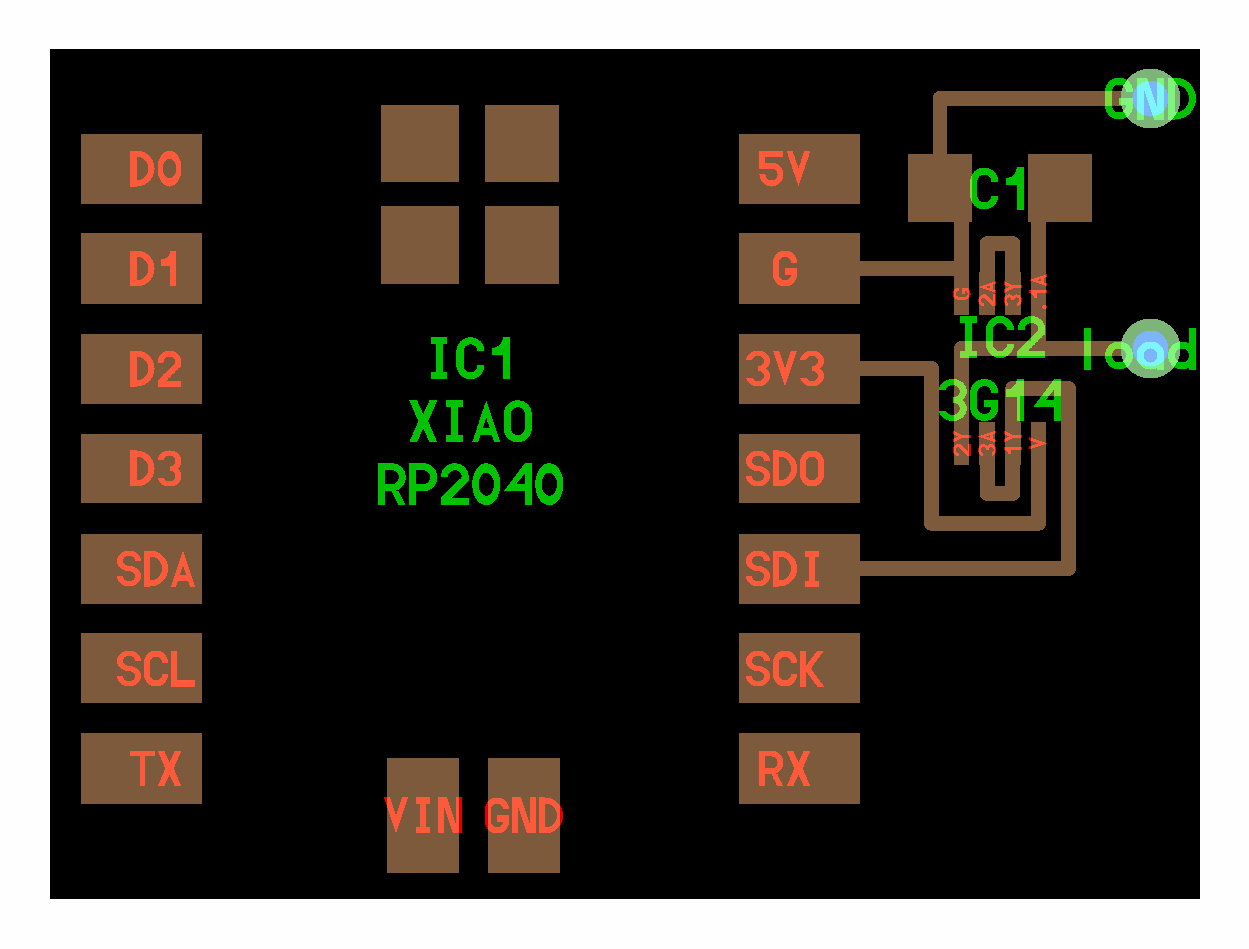 GND
D0
5V
C1
D1
G
G
2A
3Y
.1A
IC2
load
IC1
D2
3V3
XIAO
3G14
D3
SDO
2Y
3A
1Y
V
RP2040
SDA
SDI
SCL
SCK
TX
RX
VIN GND